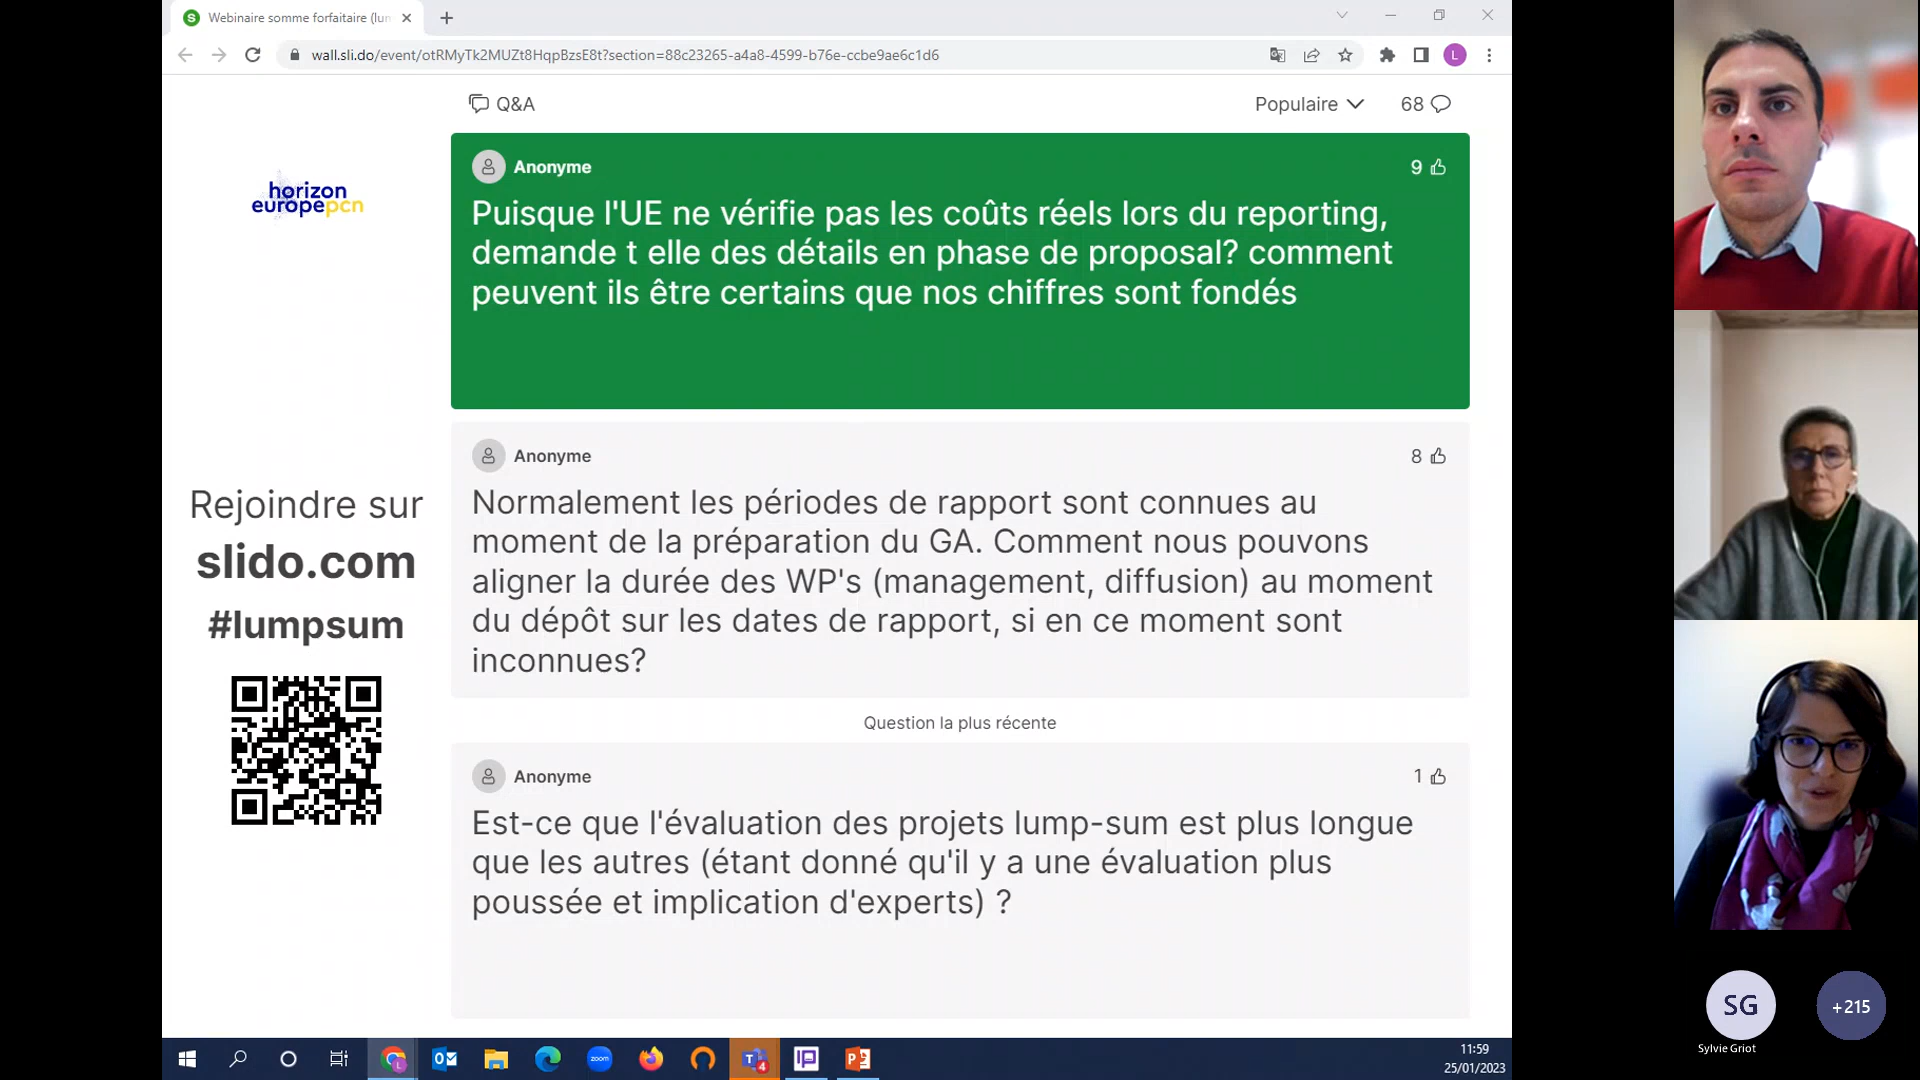 Webinaire somme forfaitaire (lun
wall.sli.do/event/otRMyTk2MUZt8HqpBzsE8t?section=88c23265-a4a8-4599-b76e-ccbe9ae6c1d6
L
Q&A
Populaire
68
horizon
europepcn
Rejoindre sur
slido.com
#lumpsum
Anonyme
9
Puisque l'UE ne vérifie pas les coûts réels lors du reporting,
demande t elle des détails en phase de proposal? comment
peuvent ils être certains que nos chiffres sont fondés
Anonyme
8
Normalement les périodes de rapport sont connues au
moment de la préparation du GA. Comment nous pouvons
aligner la durée des WP's (management, diffusion) au moment
du dépôt sur les dates de rapport, si en ce moment sont
inconnues?
Question la plus récente
Anonyme
1
Est-ce que l'évaluation des projets lump-sum est plus longue
que les autres (étant donné qu'il y a une évaluation plus
poussée et implication d'experts) ?
SG
+215
Sylvie Griot
zoom
4
11:59
25/01/2023